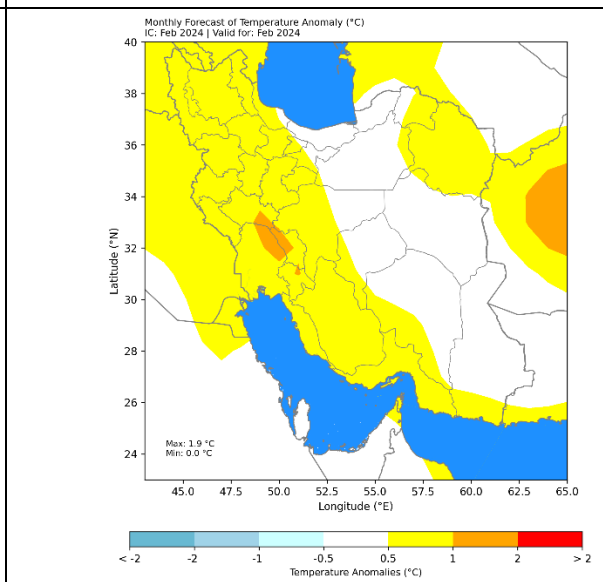 Monthly Forecast of Temperature Anomaly (°C)
IC: Feb 2024 | Valid for: Feb 2024
40
38
36
34
32
30
28
26
24
Latitude (°N)
Max: 1.9 °C
Min: 0.0 °C
45.0 47.5 50.0 52.5 55.0 57.5 60.0 62.5 65.0
Longitude (°E)
< -2 -2 -1 -0.5 0.5 1 2 > 2
Temperature Anomalies (°C)